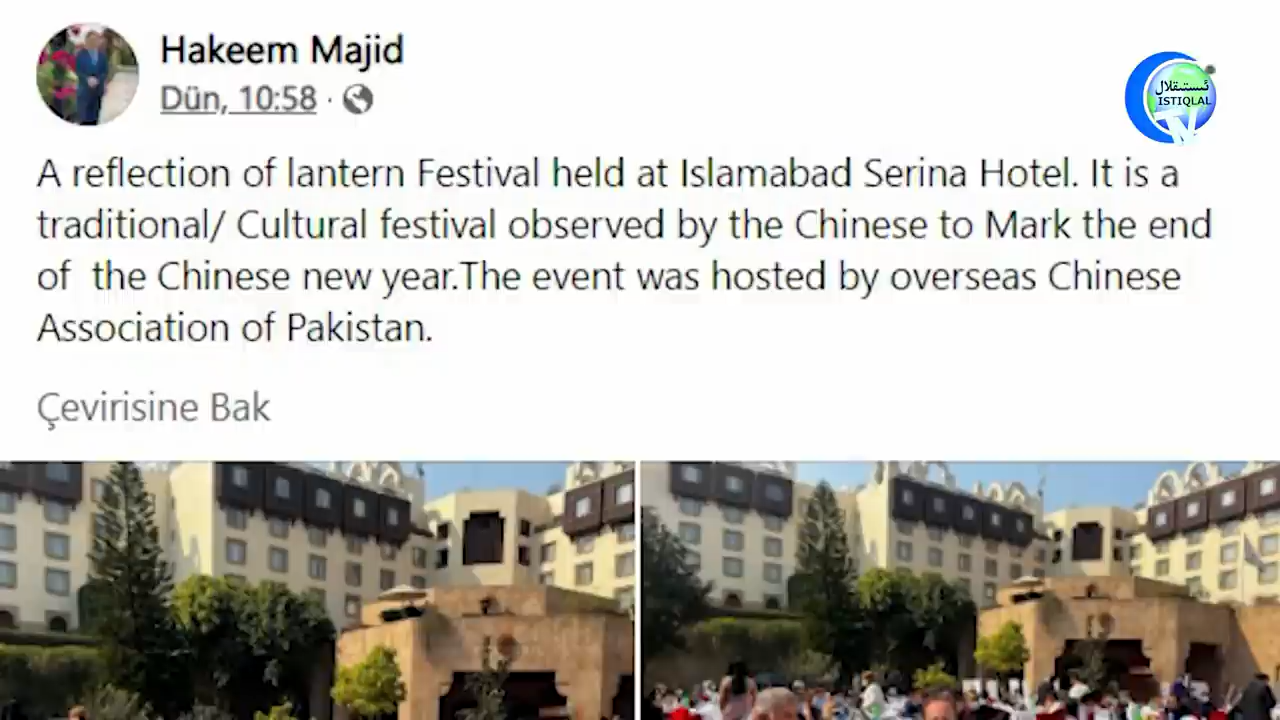 Hakeem Majid
Dün, 10:58 ·
ئىستىقلال
ISTIQLAL
TV
A reflection of lantern Festival held at Islamabad Serina Hotel. It is a
traditional/ Cultural festival observed by the Chinese to Mark the end
of  the Chinese new year.The event was hosted by overseas Chinese
Association of Pakistan.
Çevirisine Bak